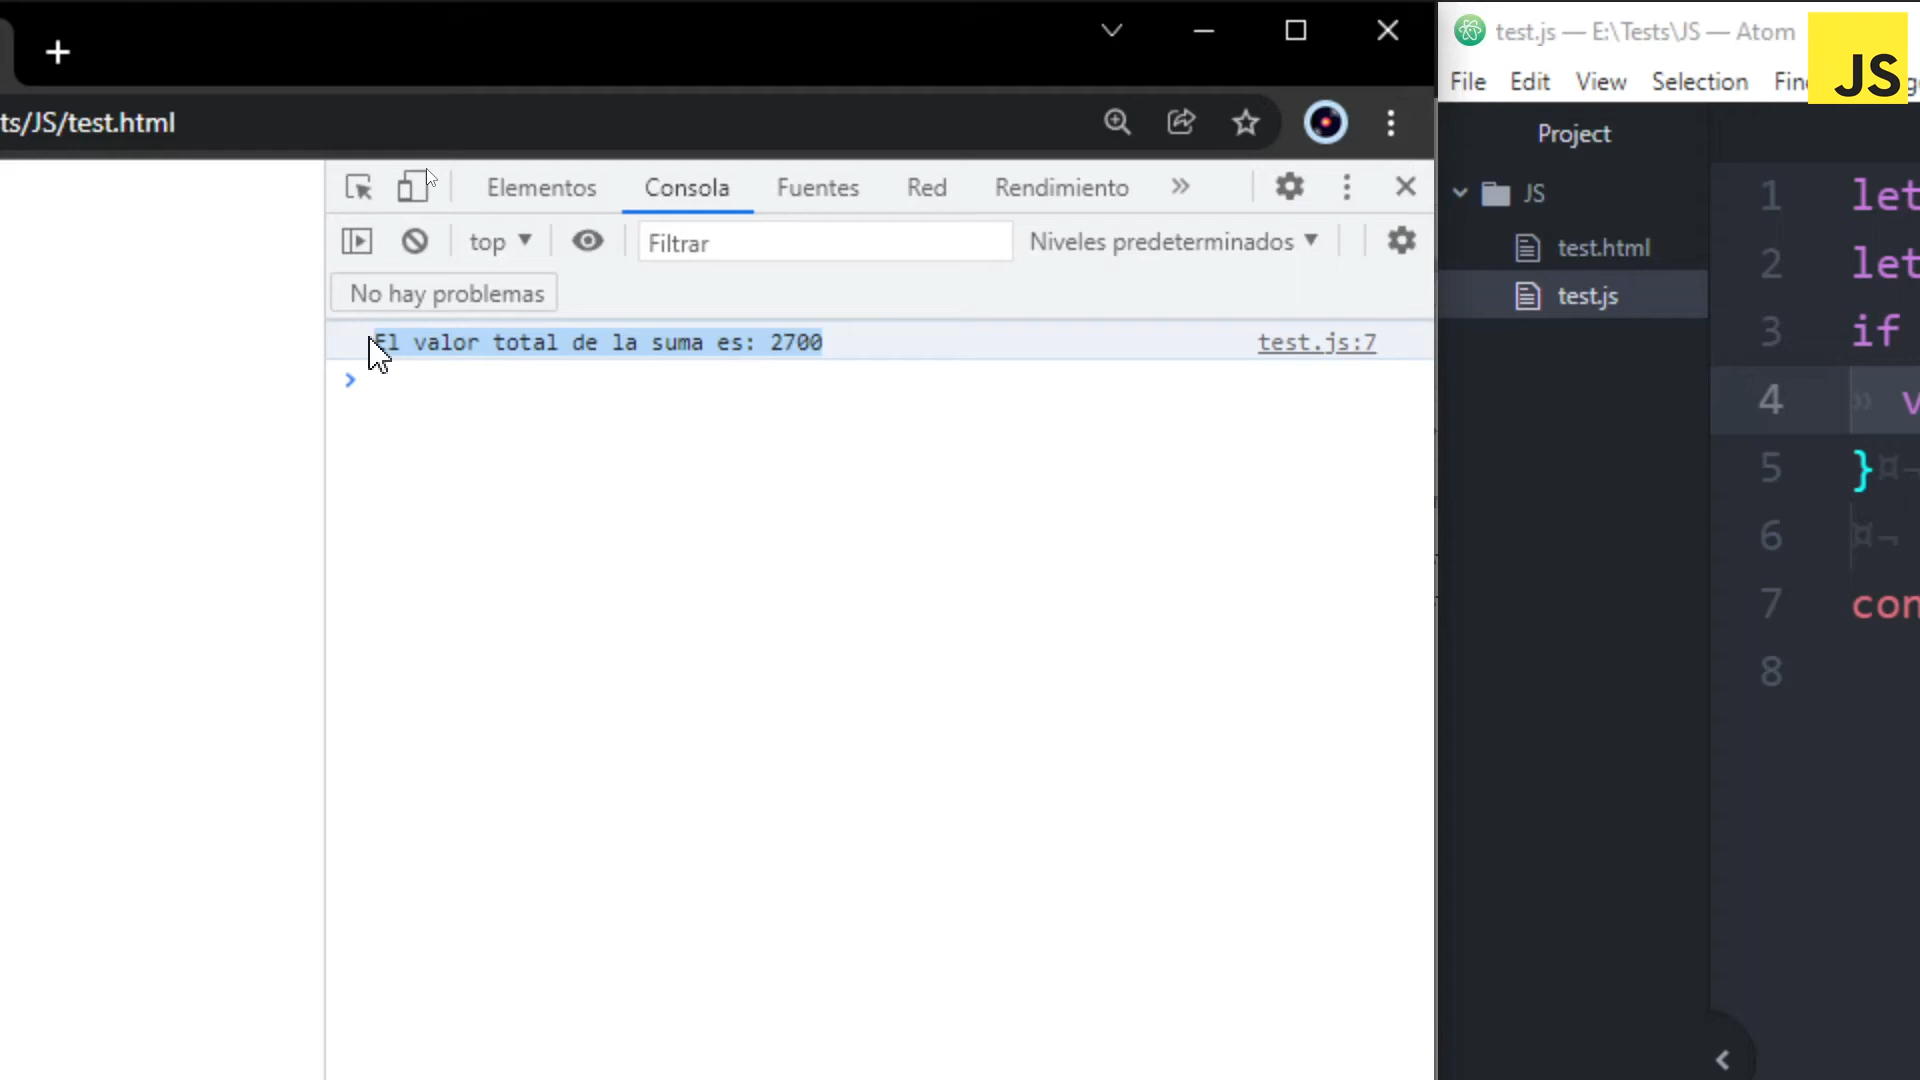 ts/JS/test.html
Elementos Consola Fuentes Red Rendimiento
top Filtrar Niveles predeterminados
No hay problemas
El valor total de la suma es: 2700 test.js:7
test.js — E:\Tests\JS — Atom
JS
File Edit View Selection Fin
Project
JS
test.html
test.js
1 let
2 let
3 if
4 v
5 }
6
7 con
8